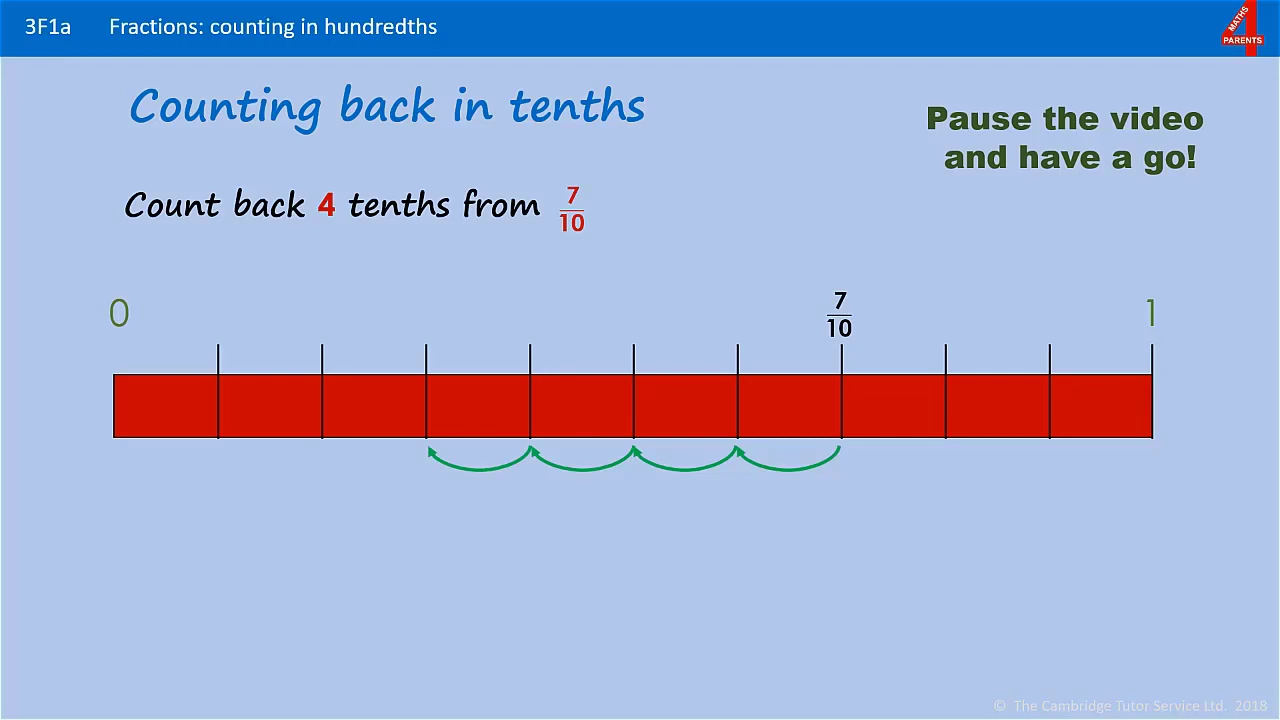 3F1a Fractions: counting in hundredths
MATHS
4
PARENTS
Counting back in tenths
Pause the video
and have a go!
Count back 4 tenths from 7/10
0 7/10 1
© The Cambridge Tutor Service Ltd. 2018